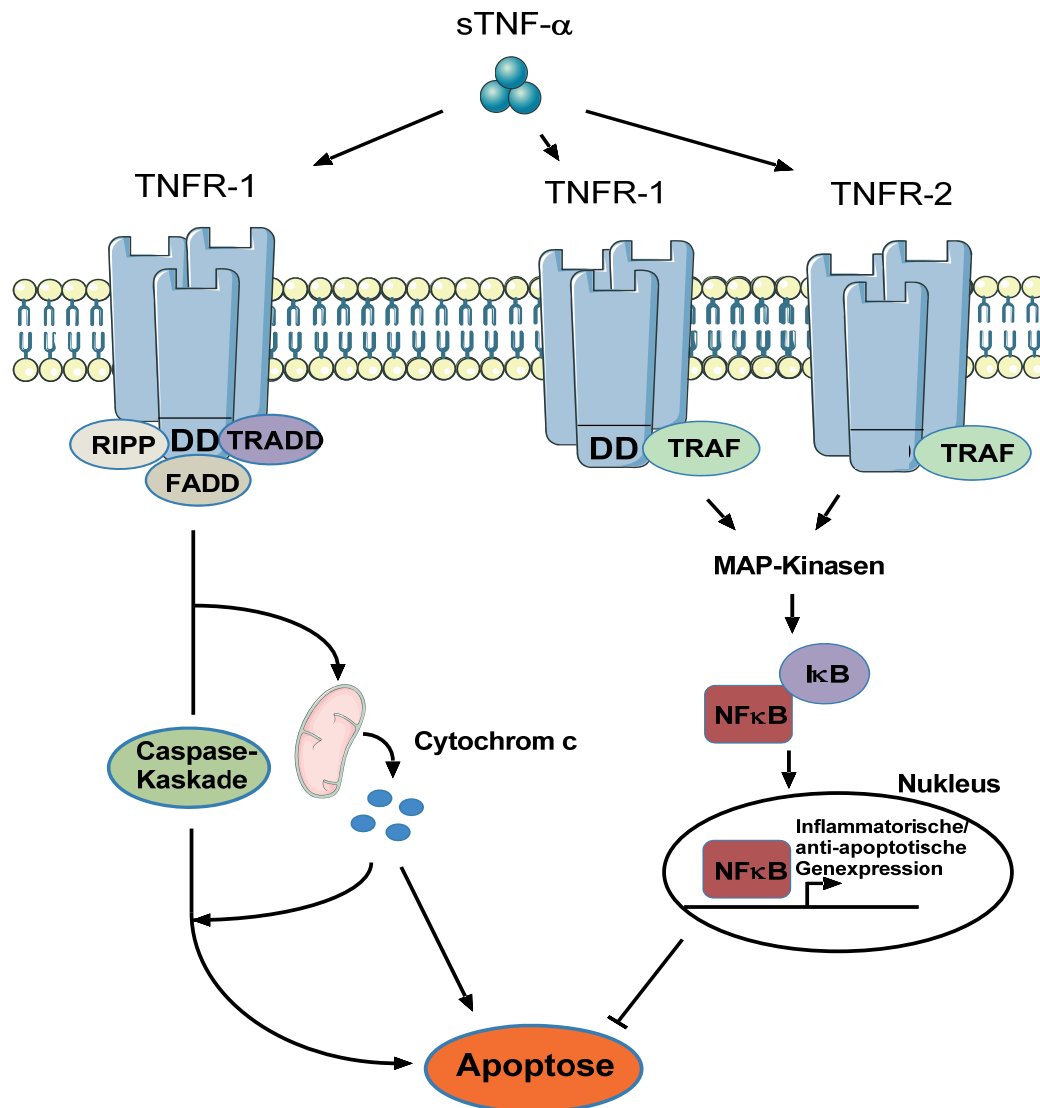 sTNF-α
TNFR-1
TNFR-1
TNFR-2
RIPP
DD
TRADD
FADD
DD
TRAF
TRAF
MAP-Kinasen
IκB
NFκB
Cytochrom c
Caspase-
Kaskade
Nukleus
Inflammatorische/
anti-apoptotische
Genexpression
NFκB
Apoptose